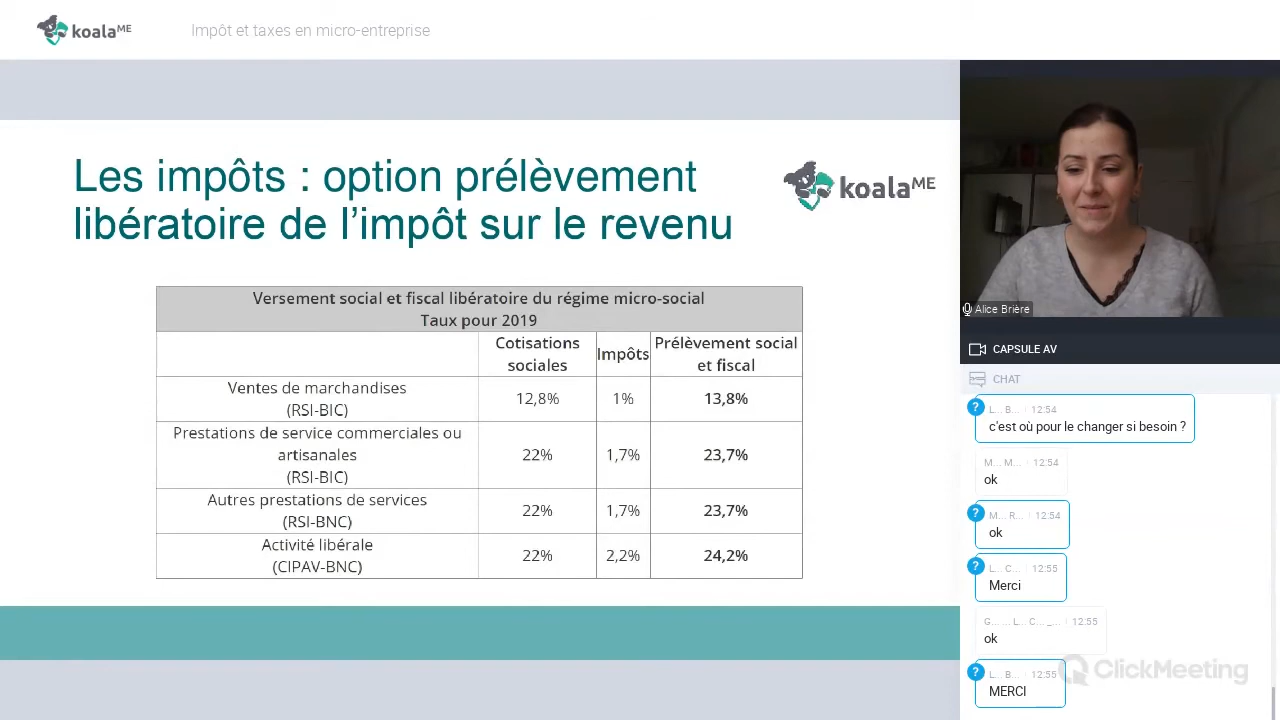 koala ME
Impôt et taxes en micro-entreprise
Les impôts : option prélèvement
libératoire de l’impôt sur le revenu
koala ME
Versement social et fiscal libératoire du régime micro-social
Taux pour 2019
Cotisations
sociales
Impôts
Prélèvement social
et fiscal
Ventes de marchandises
(RSI-BIC)
12,8%
1%
13,8%
Prestations de service commerciales ou
artisanales
(RSI-BIC)
22%
1,7%
23,7%
Autres prestations de services
(RSI-BNC)
22%
1,7%
23,7%
Activité libérale
(CIPAV-BNC)
22%
2,2%
24,2%
Alice Brière
CAPSULE AV
CHAT
? L... B... 12:54
c'est où pour le changer si besoin ?
M... M... 12:54
ok
? M... R... 12:54
ok
? L... C... 12:55
Merci
G... ... L... C... _... 12:55
ok
? L... B... 12:55
MERCI
ClickMeeting